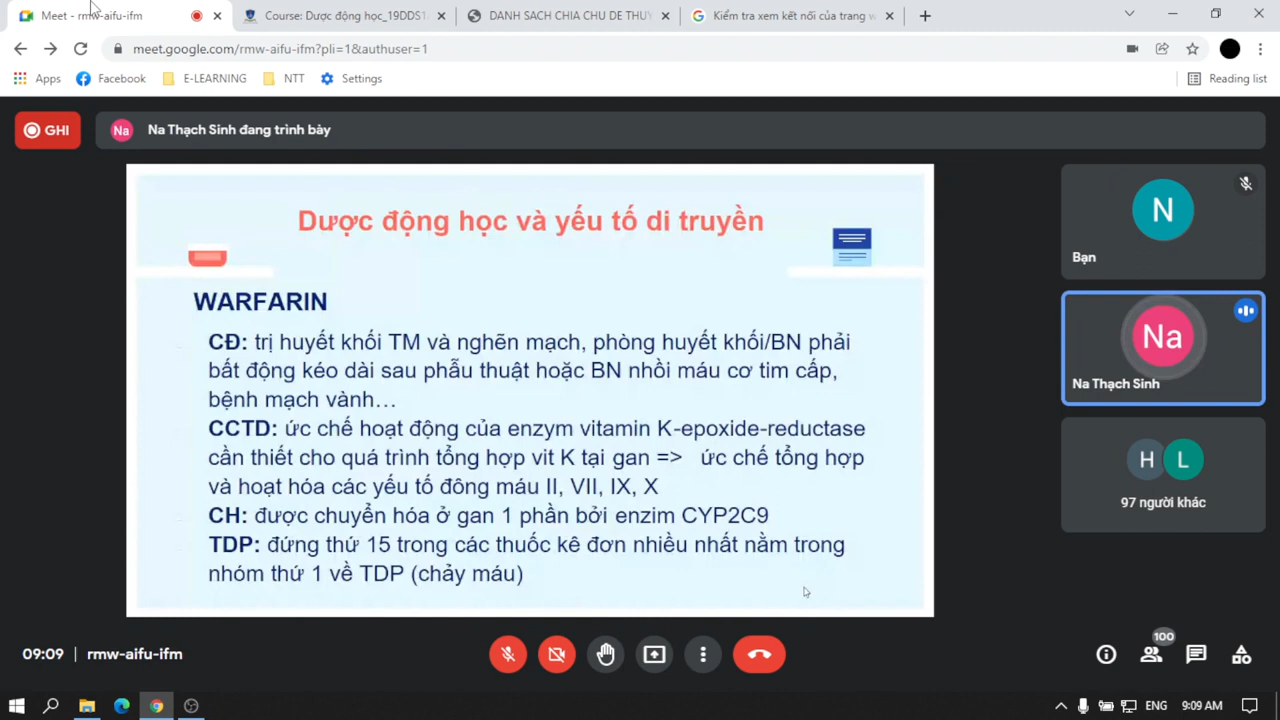 Meet - rmw-aifu-ifm
Course: Dược động học_19DDS1
DANH SACH CHIA CHU DE THUY
Kiểm tra xem kết nối của trang w
meet.google.com/rmw-aifu-ifm?pli=1&authuser=1
Apps
Facebook
E-LEARNING
NTT
Settings
Reading list
GHI
Na
Na Thạch Sinh đang trình bày
Dược động học và yếu tố di truyền
WARFARIN
CĐ: trị huyết khối TM và nghẽn mạch, phòng huyết khối/BN phải
bất động kéo dài sau phẫu thuật hoặc BN nhồi máu cơ tim cấp,
bệnh mạch vành…
CCTD: ức chế hoạt động của enzym vitamin K-epoxide-reductase
cần thiết cho quá trình tổng hợp vit K tại gan => ức chế tổng hợp
và hoạt hóa các yếu tố đông máu II, VII, IX, X
CH: được chuyển hóa ở gan 1 phần bởi enzim CYP2C9
TDP: đứng thứ 15 trong các thuốc kê đơn nhiều nhất nằm trong
nhóm thứ 1 về TDP (chảy máu)
N
Bạn
Na
Na Thạch Sinh
H
L
97 người khác
09:09
rmw-aifu-ifm
100
ENG
9:09 AM